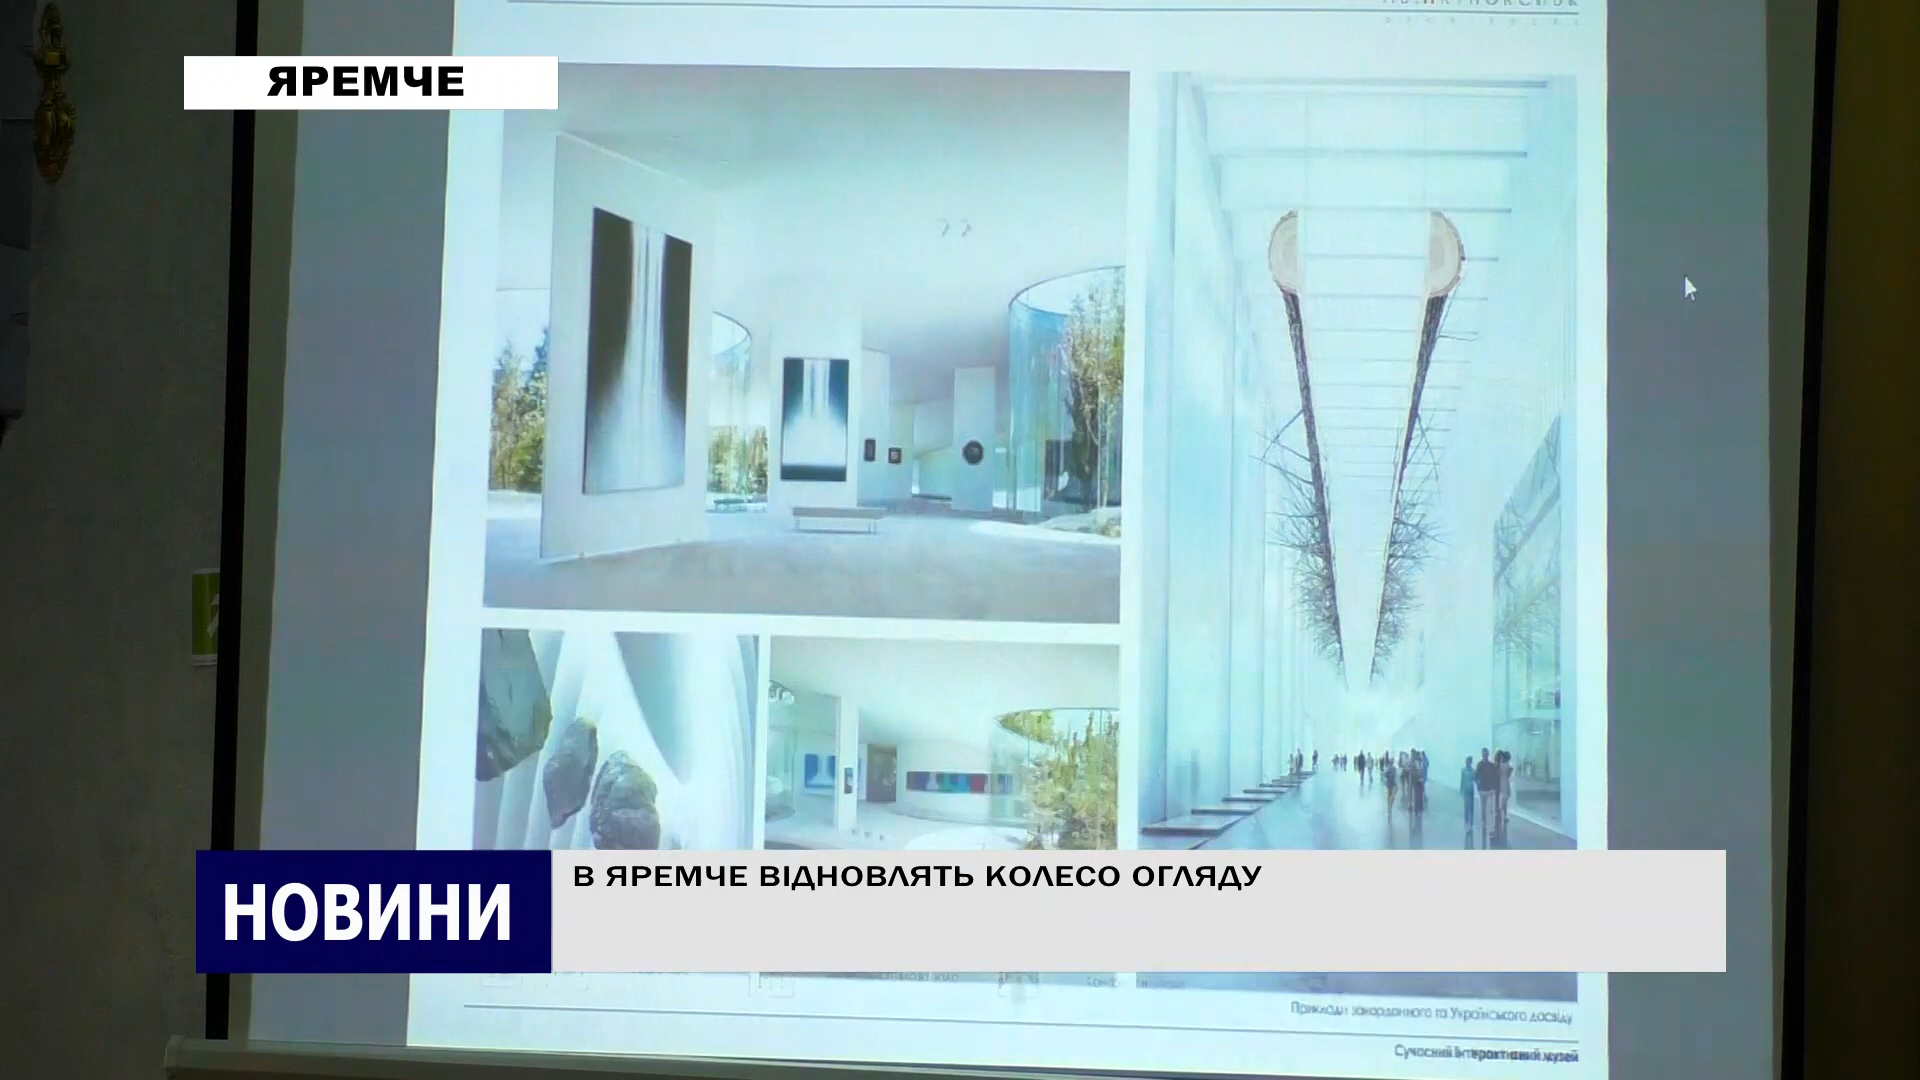 ЯРЕМЧЕ
НОВИНИ
В ЯРЕМЧЕ ВІДНОВЛЯТЬ КОЛЕСО ОГЛЯДУ
Приклади закордонного та Українського досвіду
Сучасний Інтерактивний музей